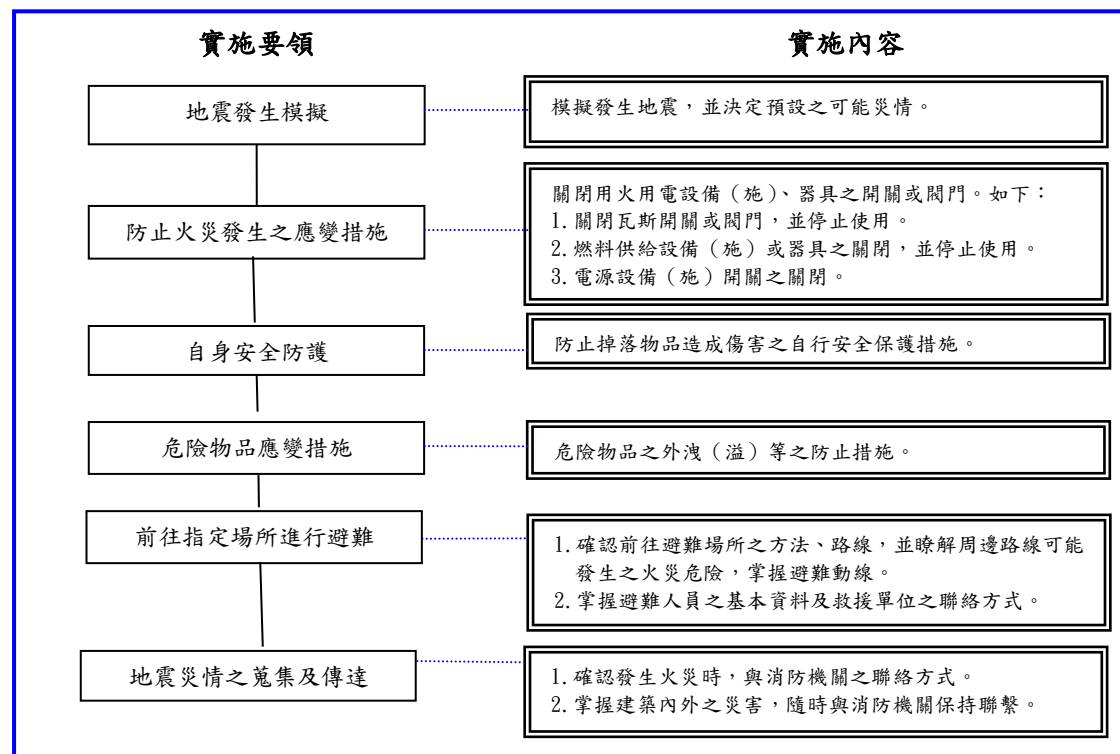 實施要領
實施內容
地震發生模擬
模擬發生地震，並決定預設之可能災情。
防止火災發生之應變措施
關閉用火用電設備（施）、器具之開關或閥門。如下：
1.關閉瓦斯開關或閥門，並停止使用。
2.燃料供給設備（施）或器具之關閉，並停止使用。
3.電源設備（施）開關之關閉。
自身安全防護
防止掉落物品造成傷害之自行安全保護措施。
危險物品應變措施
危險物品之外洩（溢）等之防止措施。
前往指定場所進行避難
1.確認前往避難場所之方法、路線，並瞭解周邊路線可能
發生之火災危險，掌握避難動線。
2.掌握避難人員之基本資料及救援單位之聯絡方式。
地震災情之蒐集及傳達
1.確認發生火災時，與消防機關之聯絡方式。
2.掌握建築內外之災害，隨時與消防機關保持聯繫。